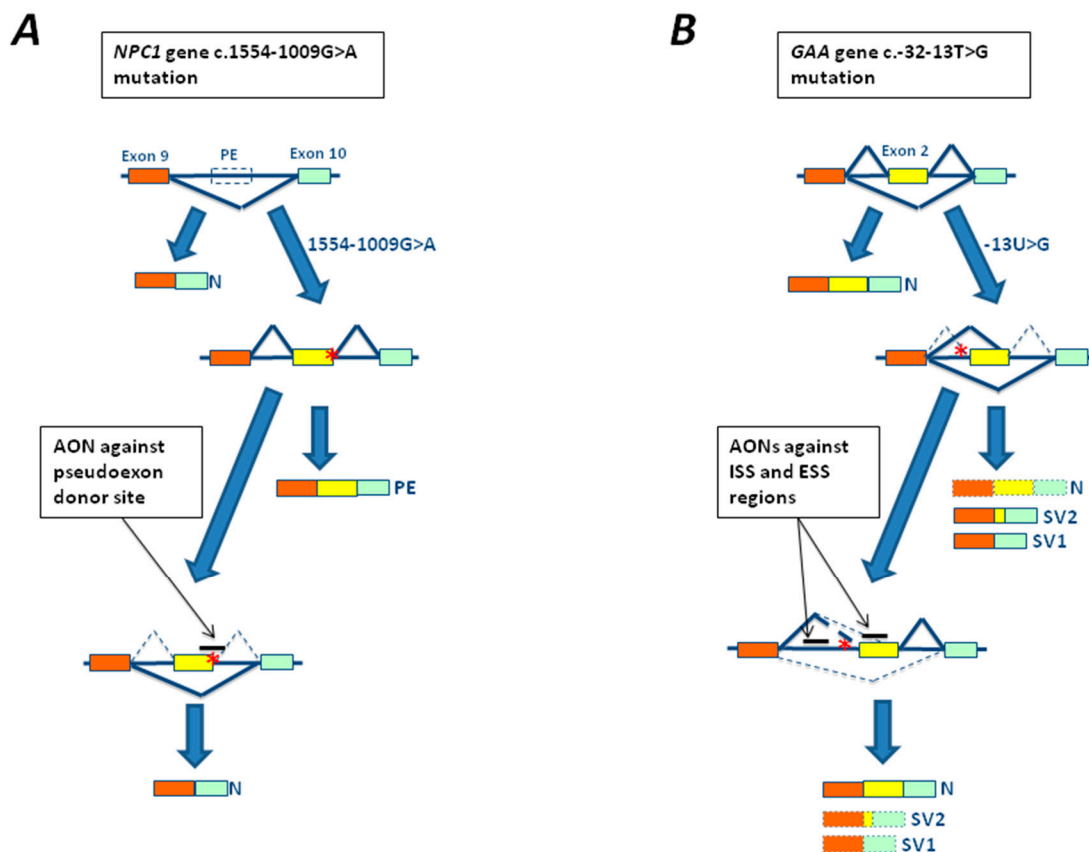 A
NPC1 gene c.1554-1009G>A
mutation
Exon 9
PE
Exon 10
1554-1009G>A
N
*
AON against
pseudoexon
donor site
PE
*
N
B
GAA gene c.-32-13T>G
mutation
Exon 2
-13U>G
N
*
AONs against
ISS and ESS
regions
N
SV2
SV1
*
N
SV2
SV1